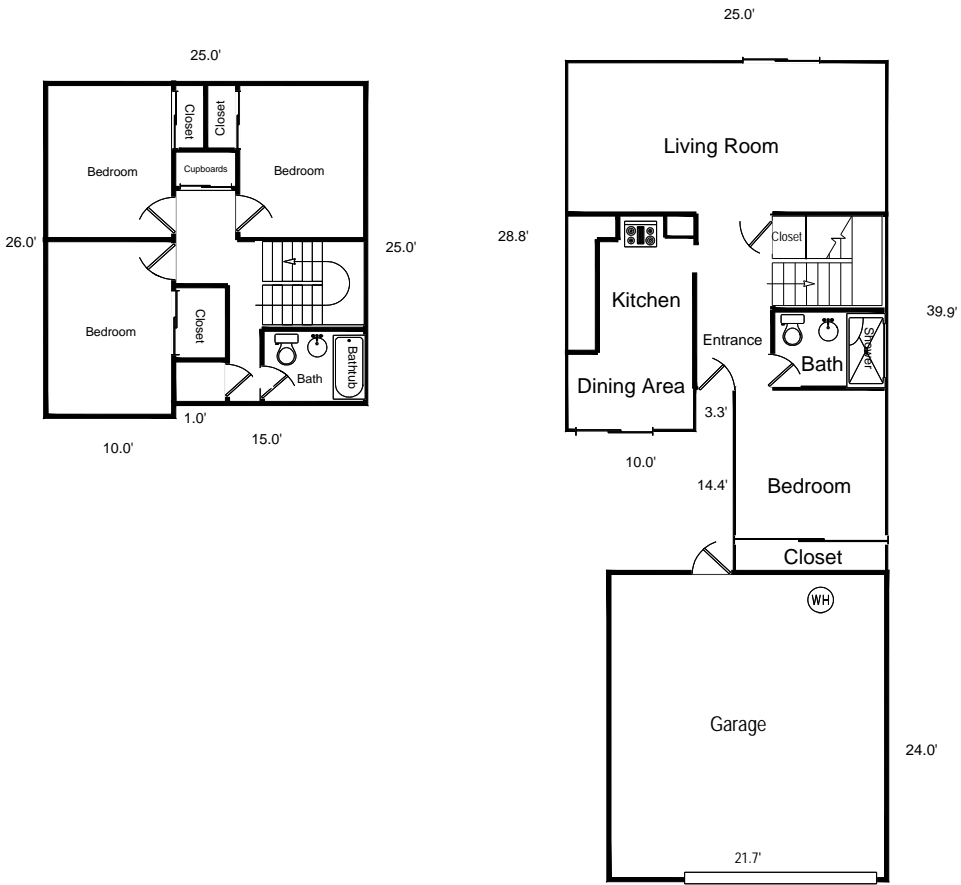 25.0'
Closet
Closet
Bedroom
Cupboards
Bedroom
26.0'
25.0'
Bedroom
Closet
Bath
Bathtub
1.0'
10.0'
15.0'
25.0'
Living Room
28.8'
Closet
Kitchen
39.9'
Entrance
Shower
Bath
Dining Area
3.3'
10.0'
14.4'
Bedroom
Closet
WH
Garage
24.0'
21.7'